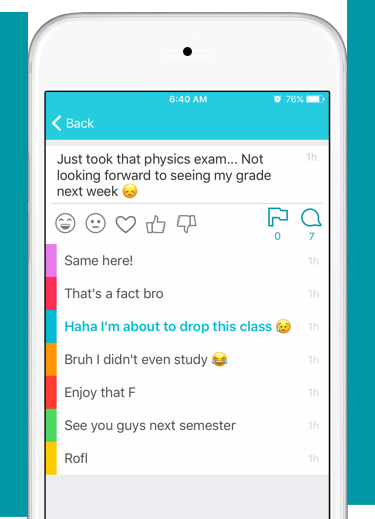 6:40 AM 76%
Back
Just took that physics exam... Not 1h
looking forward to seeing my grade
next week 😞
0 7
Same here! 1h
That's a fact bro 1h
Haha I'm about to drop this class 😥 1h
Bruh I didn't even study 😂 1h
Enjoy that F 1h
See you guys next semester 1h
Rofl 1h